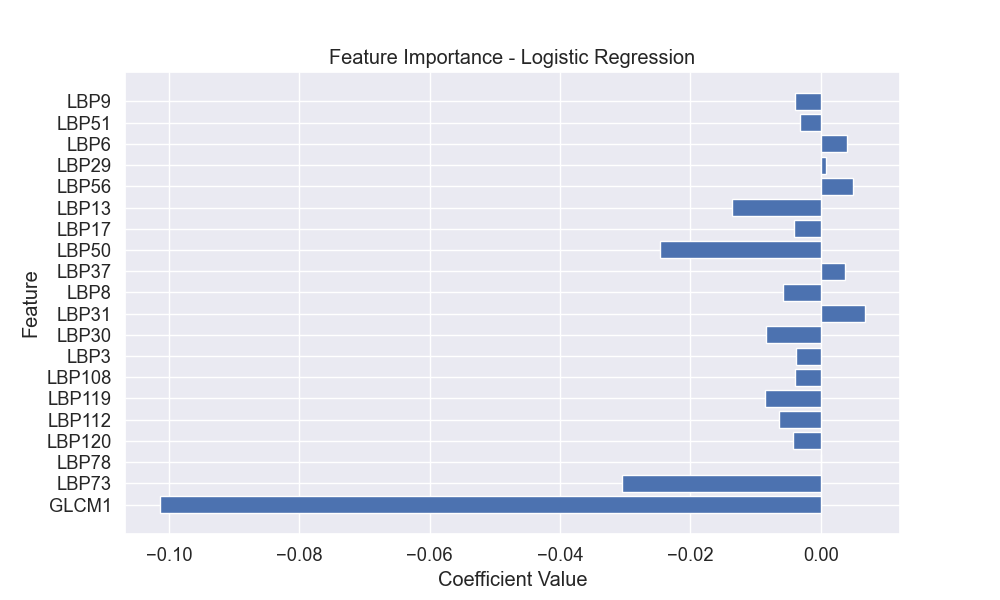 Feature Importance - Logistic Regression
Feature
LBP9
LBP51
LBP6
LBP29
LBP56
LBP13
LBP17
LBP50
LBP37
LBP8
LBP31
LBP30
LBP3
LBP108
LBP119
LBP112
LBP120
LBP78
LBP73
GLCM1
−0.10 −0.08 −0.06 −0.04 −0.02 0.00
Coefficient Value